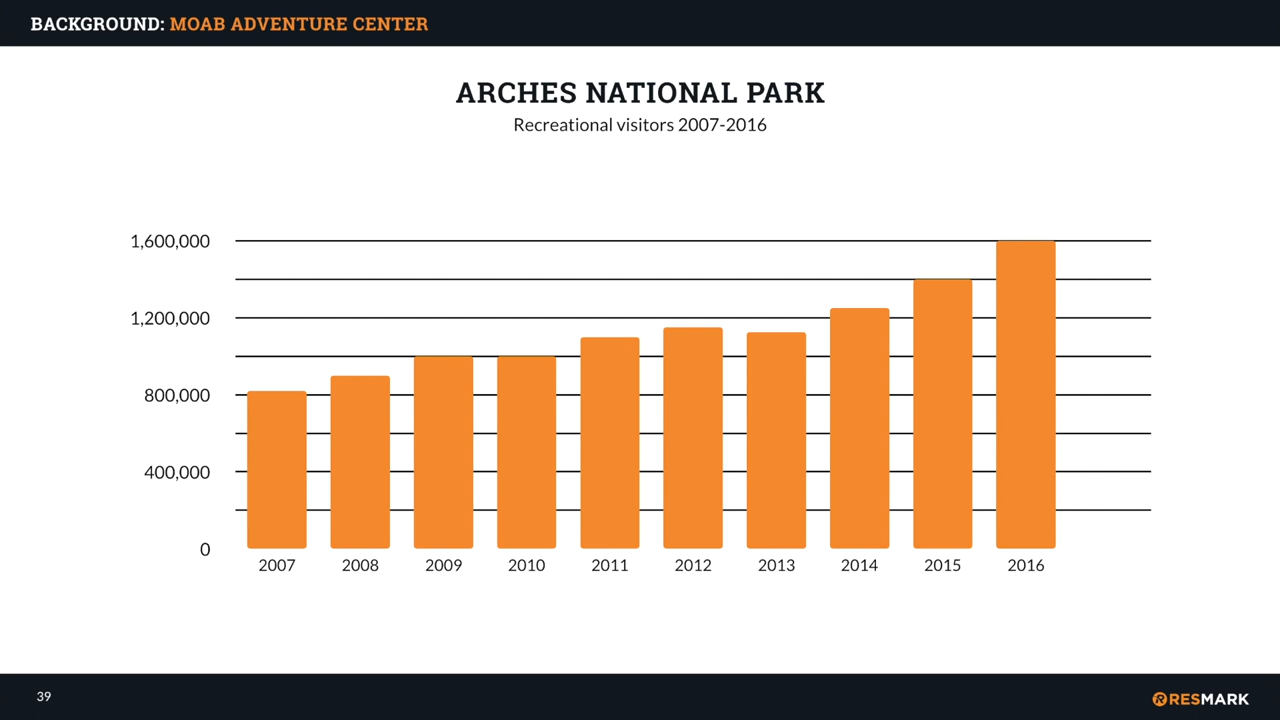 BACKGROUND: MOAB ADVENTURE CENTER
ARCHES NATIONAL PARK
Recreational visitors 2007-2016
1,600,000
1,200,000
800,000
400,000
0
2007 2008 2009 2010 2011 2012 2013 2014 2015 2016
39
RESMARK